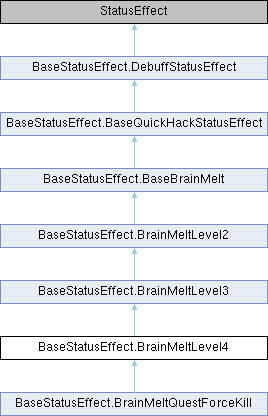 StatusEffect
BaseStatusEffect.DebuffStatusEffect
BaseStatusEffect.BaseQuickHackStatusEffect
BaseStatusEffect.BaseBrainMelt
BaseStatusEffect.BrainMeltLevel2
BaseStatusEffect.BrainMeltLevel3
BaseStatusEffect.BrainMeltLevel4
BaseStatusEffect.BrainMeltQuestForceKill